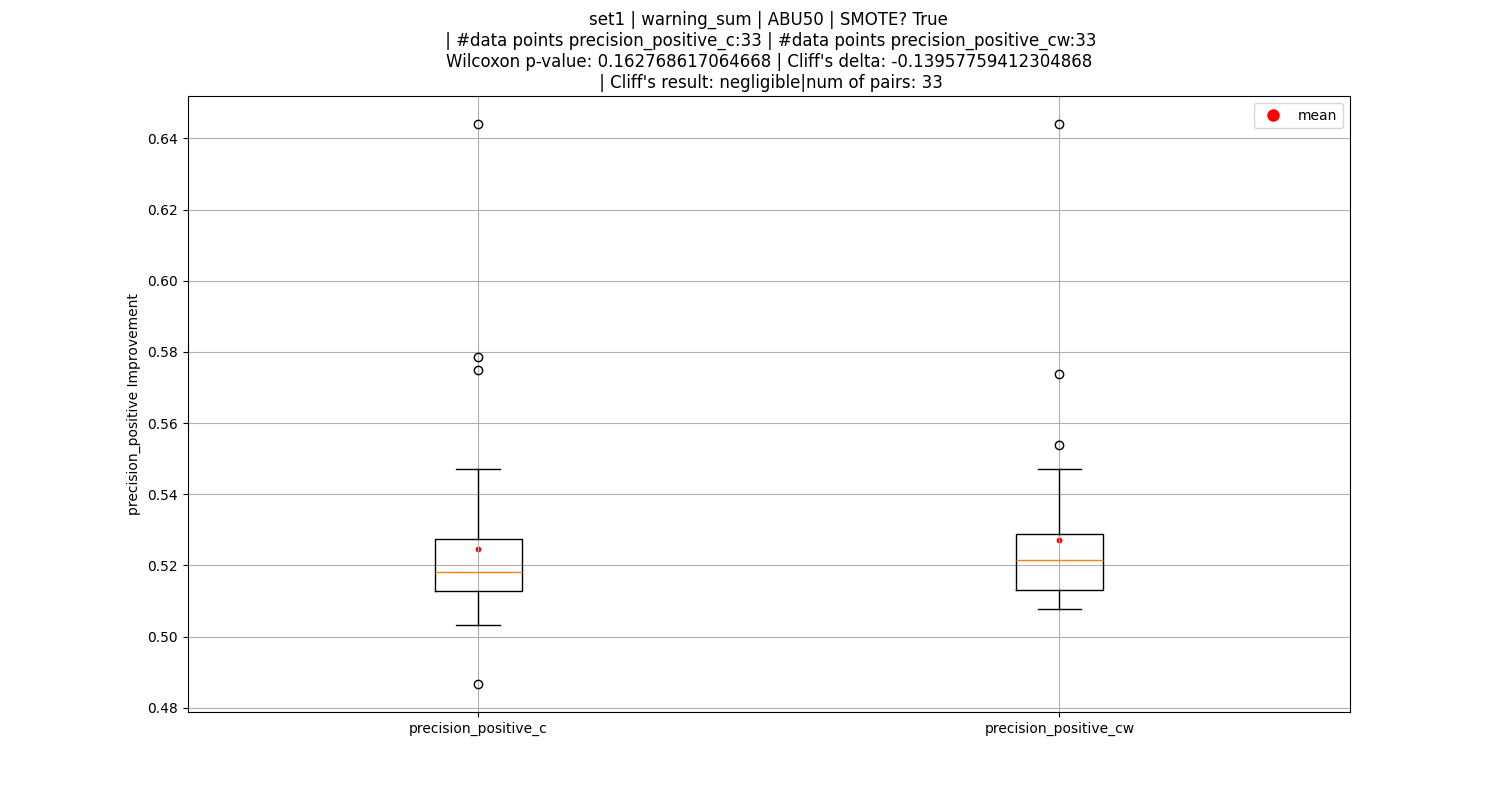 set1 | warning_sum | ABU50 | SMOTE? True
| #data points precision_positive_c:33 | #data points precision_positive_cw:33
Wilcoxon p-value: 0.162768617064668 | Cliff's delta: -0.13957759412304868
| Cliff's result: negligible|num of pairs: 33
mean
precision_positive Improvement
0.64
0.62
0.60
0.58
0.56
0.54
0.52
0.50
0.48
precision_positive_c
precision_positive_cw